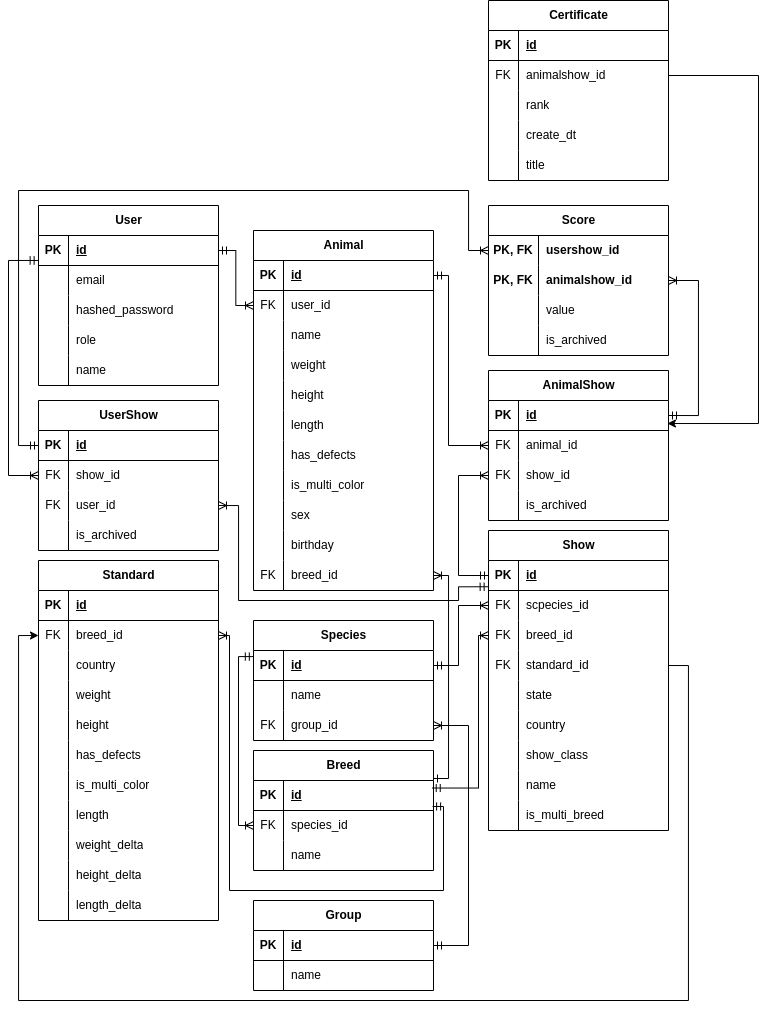 Certificate
PK id
FK animalshow_id
rank
create_dt
title
User
PK id
email
hashed_password
role
name
Animal
PK id
FK user_id
name
weight
height
length
has_defects
is_multi_color
sex
birthday
FK breed_id
Score
PK, FK usershow_id
PK, FK animalshow_id
value
is_archived
UserShow
PK id
FK show_id
FK user_id
is_archived
AnimalShow
PK id
FK animal_id
FK show_id
is_archived
Standard
PK id
FK breed_id
country
weight
height
has_defects
is_multi_color
length
weight_delta
height_delta
length_delta
Species
PK id
name
FK group_id
Breed
PK id
FK species_id
name
Group
PK id
name
Show
PK id
FK scpecies_id
FK breed_id
FK standard_id
state
country
show_class
name
is_multi_breed